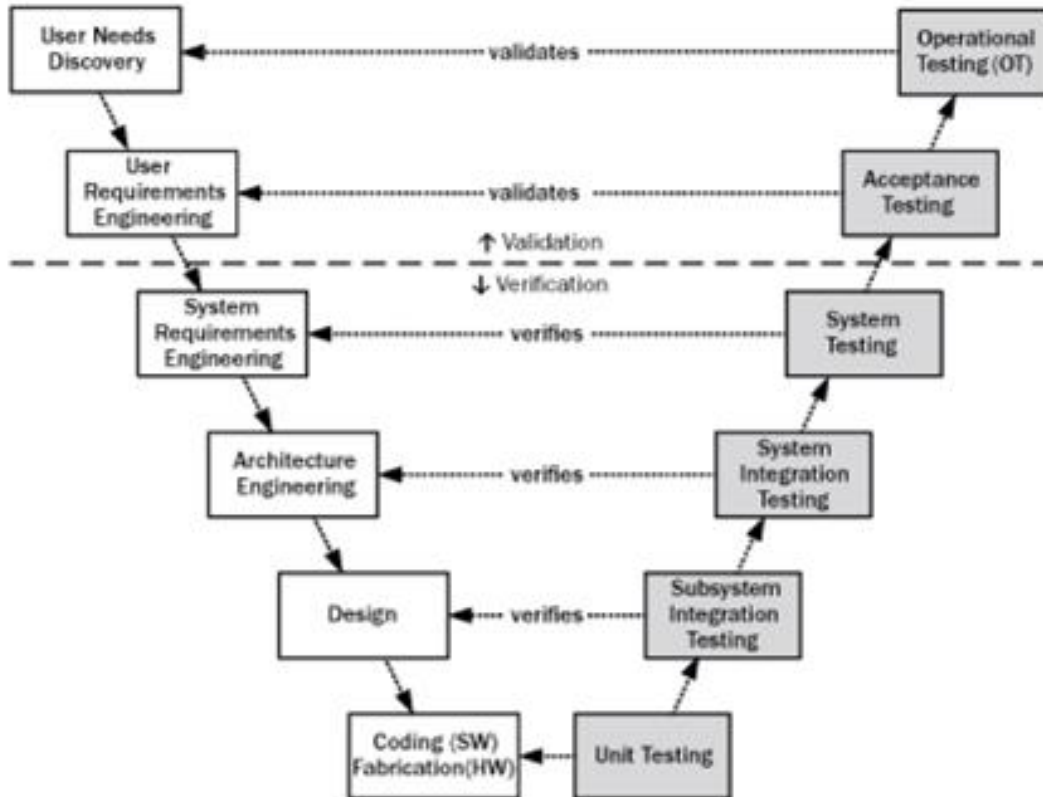 User Needs
Discovery
validates
Operational
Testing (OT)
User
Requirements
Engineering
validates
Acceptance
Testing
↑ Validation
↓ Verification
System
Requirements
Engineering
verifies
System
Testing
Architecture
Engineering
verifies
System
Integration
Testing
Design
verifies
Subsystem
Integration
Testing
Coding (SW)
Fabrication(HW)
Unit Testing